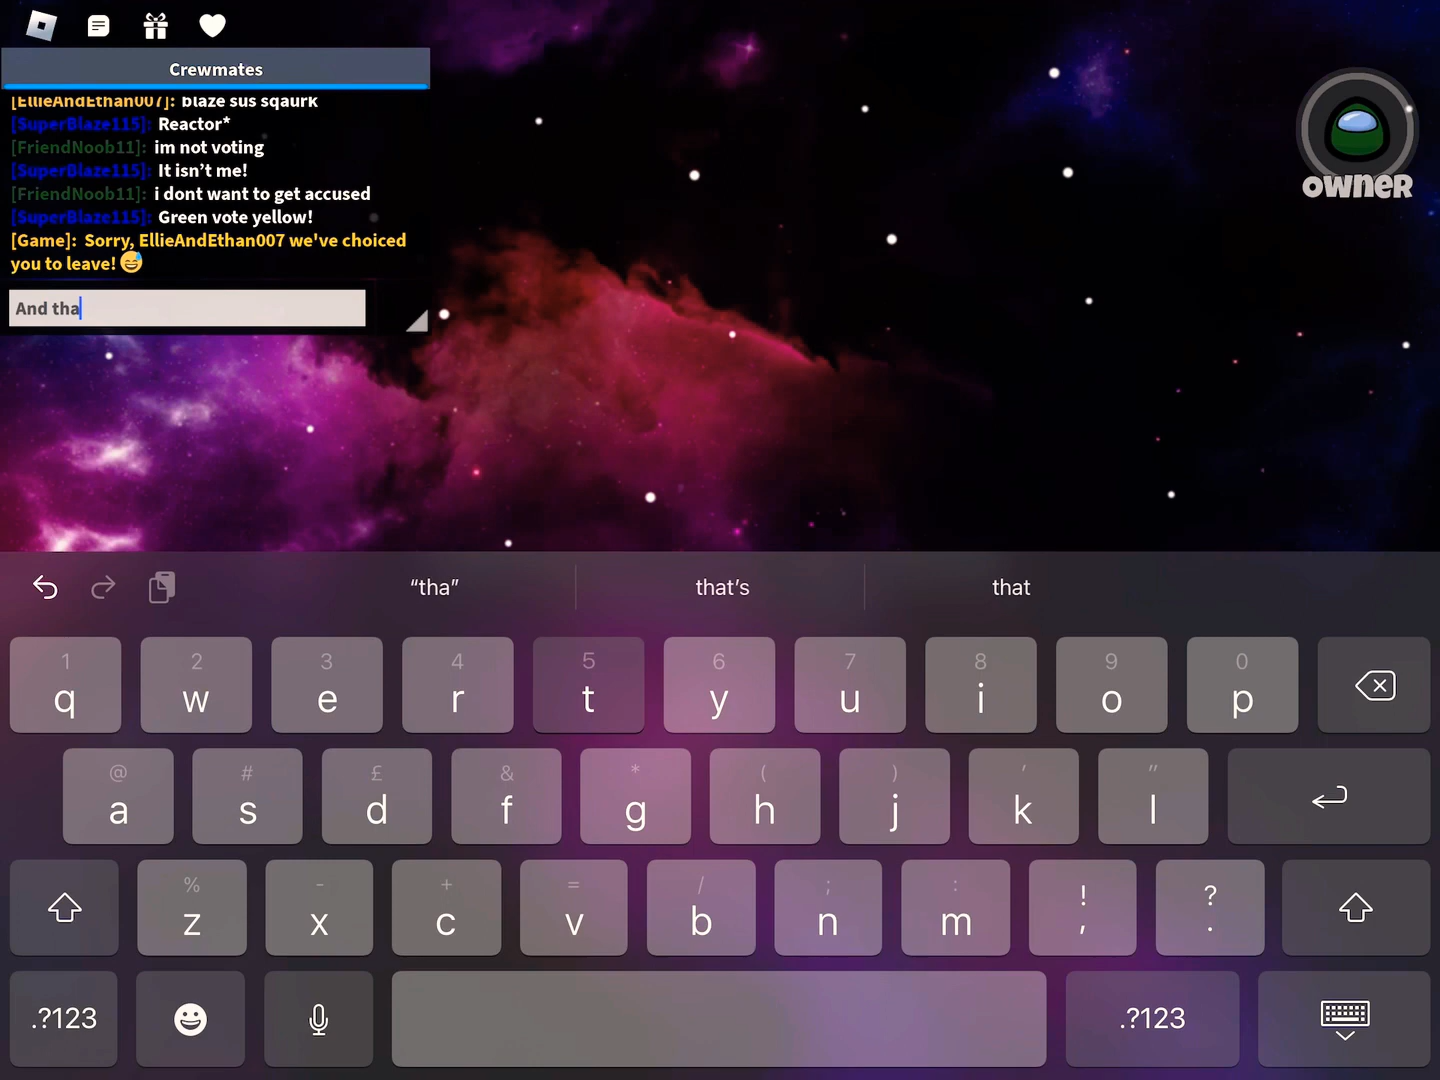 Crewmates
[EllieAndEthan007]: blaze sus sqaurk
[SuperBlaze115]: Reactor*
[FriendNoob11]: im not voting
[SuperBlaze115]: It isn’t me!
[FriendNoob11]: i dont want to get accused
[SuperBlaze115]: Green vote yellow!
[Game]: Sorry, EllieAndEthan007 we've choiced
you to leave! 😅
And tha
OWNER
“tha” that’s that
1 2 3 4 5 6 7 8 9 0
q w e r t y u i o p
@ # £ & * ( ) ' "
a s d f g h j k l
% - + = / ; : ! ?
z x c v b n m , .
.?123 .?123